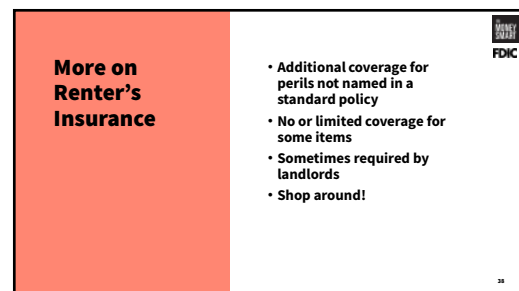 MONEY
SMART
FDIC
More on
Renter's
Insurance
• Additional coverage for
perils not named in a
standard policy
• No or limited coverage for
some items
• Sometimes required by
landlords
• Shop around!
38